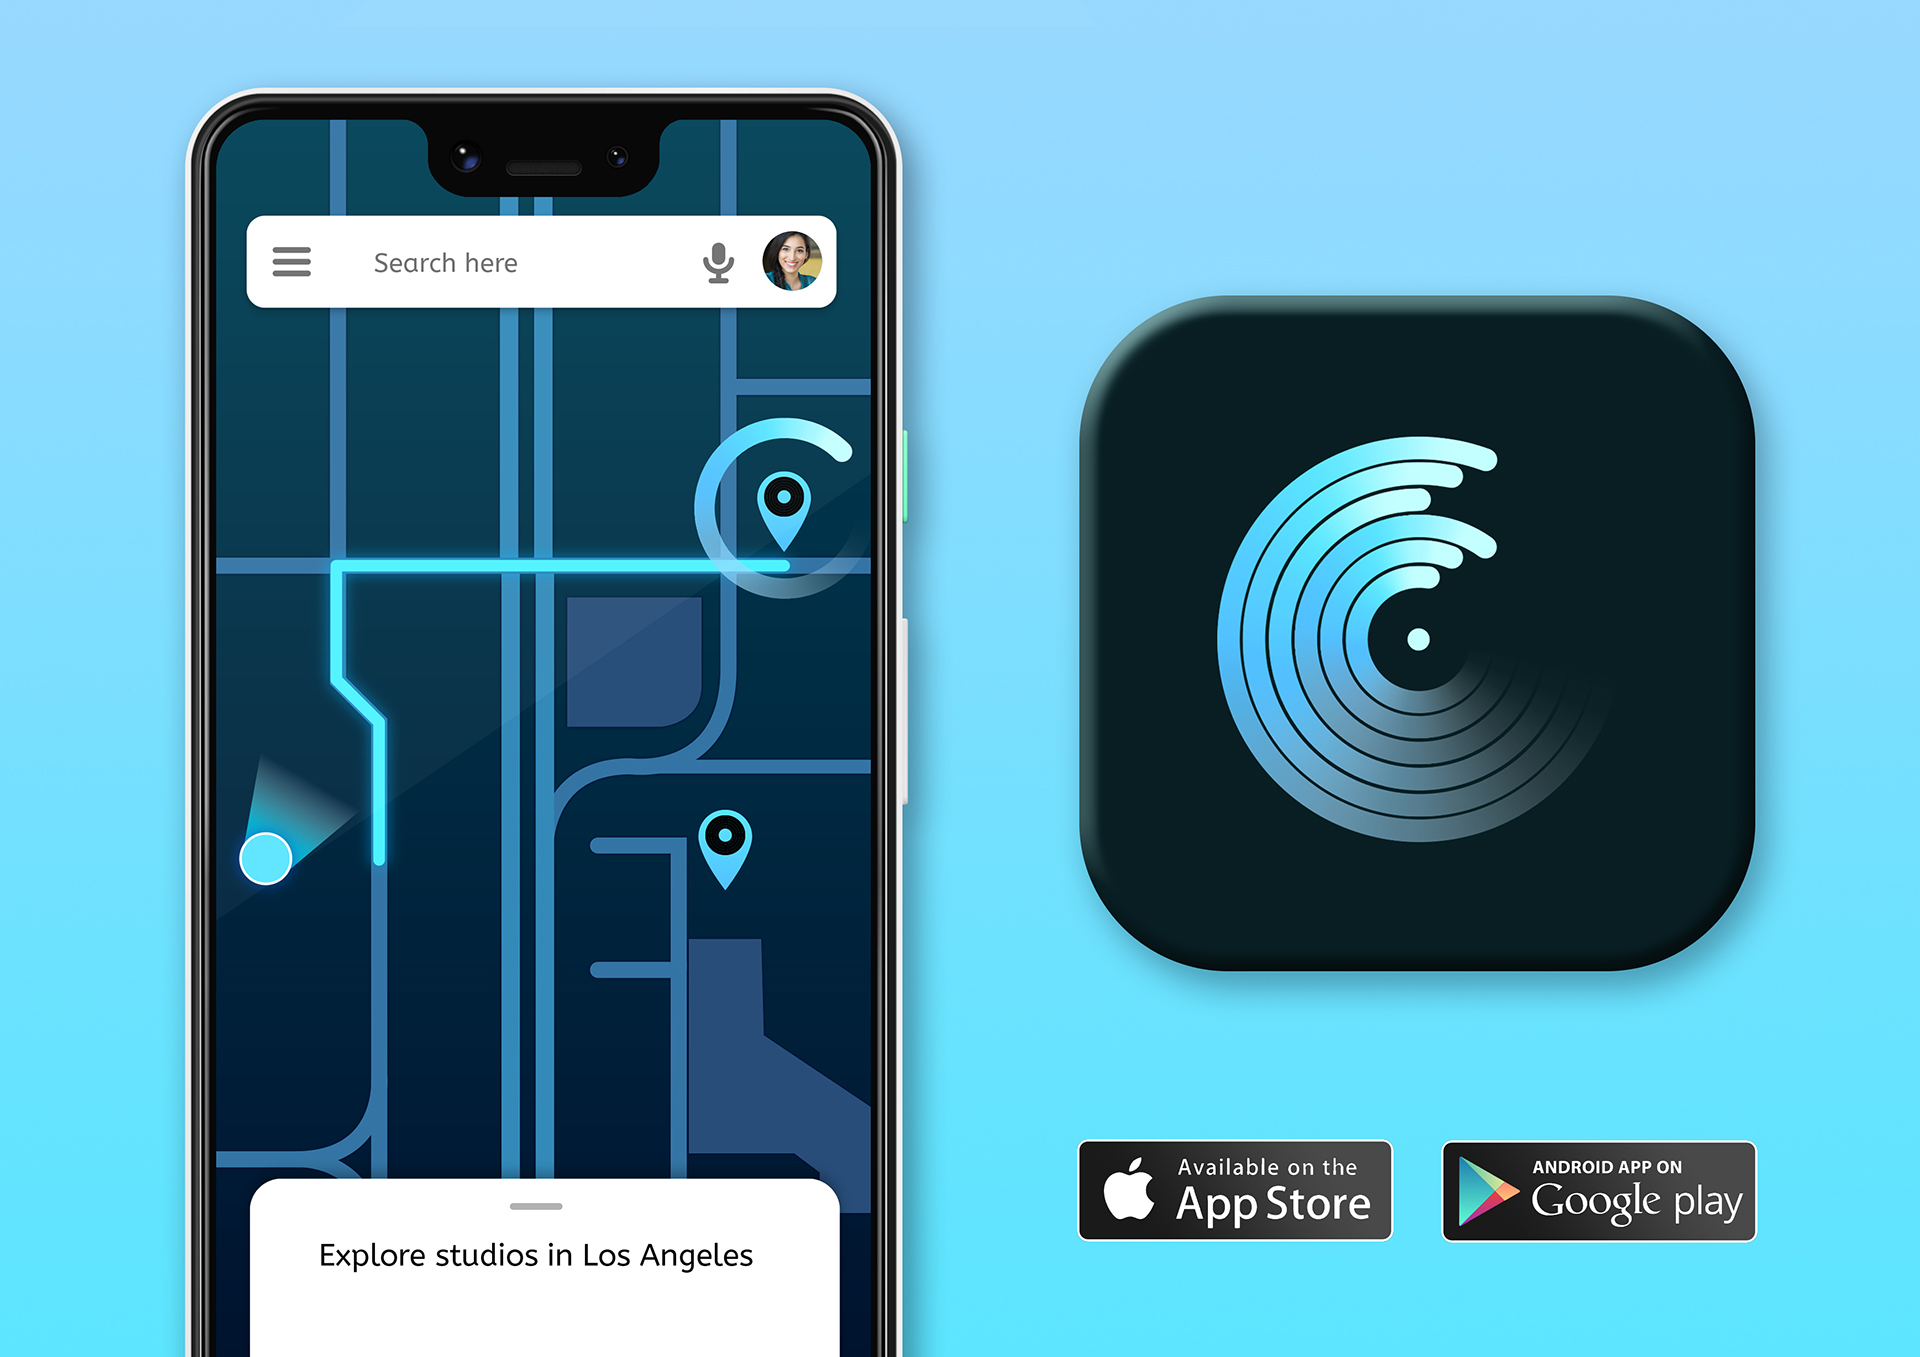 Search here
Explore studios in Los Angeles
Available on the
App Store
ANDROID APP ON
Google play